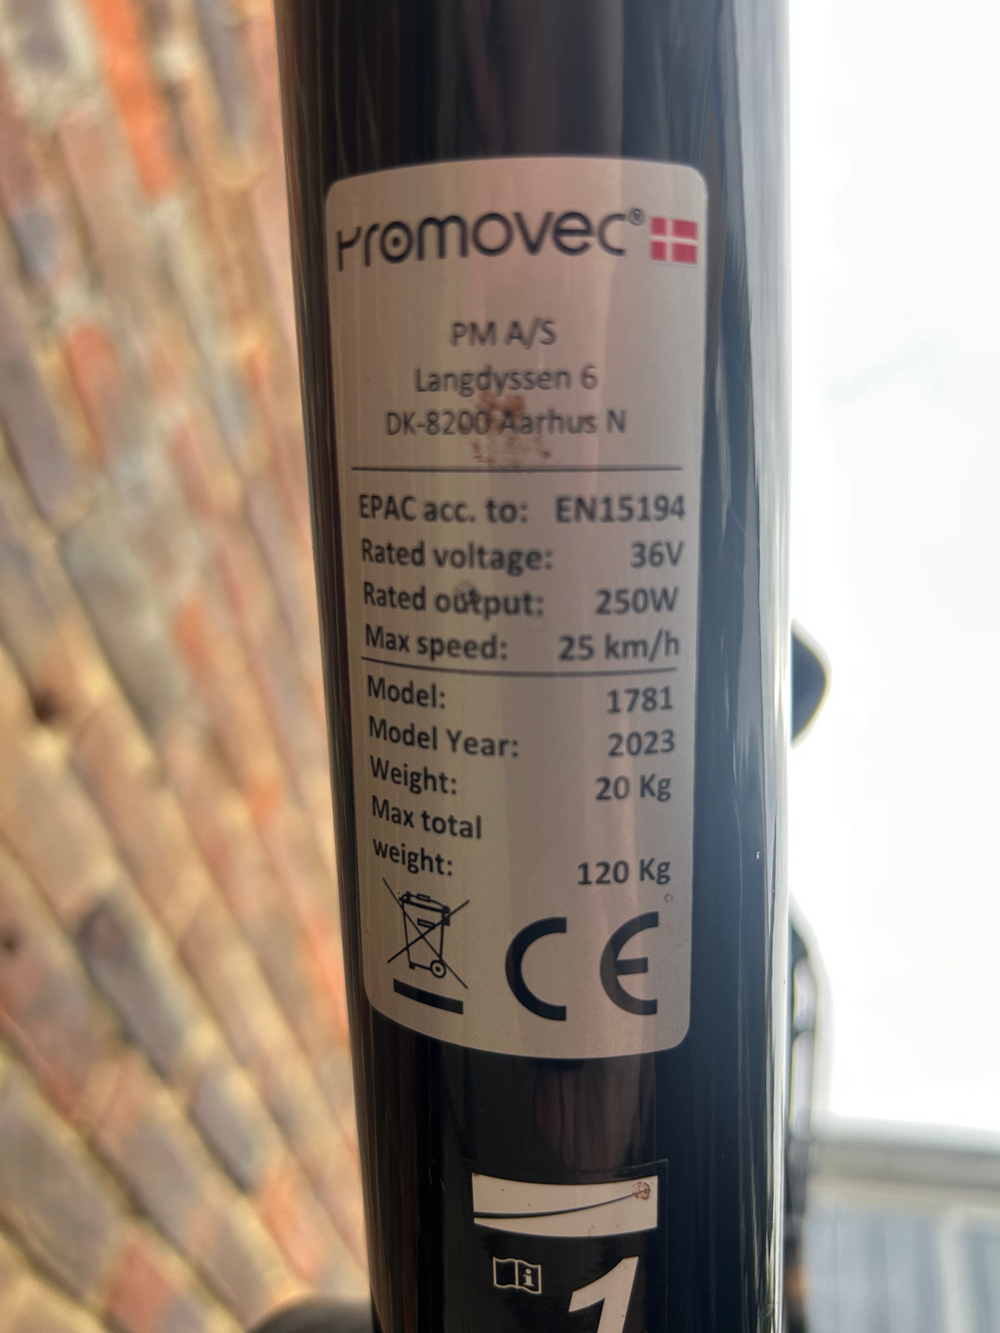 Promovec®
PM A/S
Langdyssen 6
DK-8200 Aarhus N
EPAC acc. to: EN15194
Rated voltage: 36V
Rated output: 250W
Max speed: 25 km/h
Model: 1781
Model Year: 2023
Weight: 20 Kg
Max total
weight: 120 Kg
CE
i
1